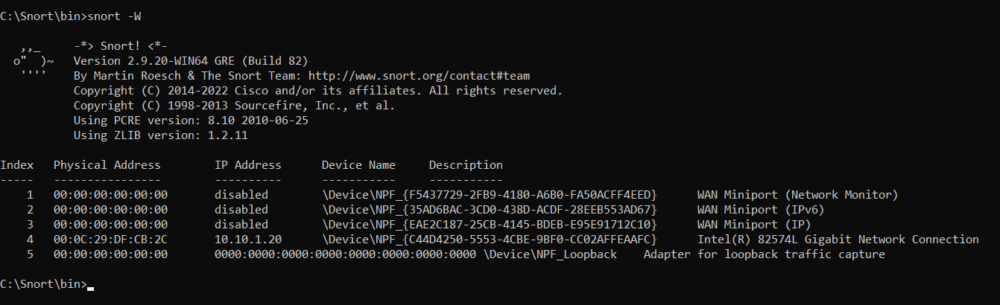 C:\Snort\bin>snort -W
,,_     -*> Snort! <*-
o"  )~   Version 2.9.20-WIN64 GRE (Build 82)
''''    By Martin Roesch & The Snort Team: http://www.snort.org/contact#team
Copyright (C) 2014-2022 Cisco and/or its affiliates. All rights reserved.
Copyright (C) 1998-2013 Sourcefire, Inc., et al.
Using PCRE version: 8.10 2010-06-25
Using ZLIB version: 1.2.11
Index   Physical Address        IP Address      Device Name     Description
-----   ----------------        ----------      -----------     -----------
1   00:00:00:00:00:00       disabled        \Device\NPF_{F5437729-2FB9-4180-A6B0-FA50ACFF4EED}      WAN Miniport (Network Monitor)
2   00:00:00:00:00:00       disabled        \Device\NPF_{35AD6BAC-3CD0-438D-ACDF-28EEB553AD67}      WAN Miniport (IPv6)
3   00:00:00:00:00:00       disabled        \Device\NPF_{EAE2C187-25CB-4145-BDEB-E95E91712C10}      WAN Miniport (IP)
4   00:0C:29:DF:CB:2C       10.10.1.20      \Device\NPF_{C44D4250-5553-4CBE-9BF0-CC02AFFEAAFC}      Intel(R) 82574L Gigabit Network Connection
5   00:00:00:00:00:00       0000:0000:0000:0000:0000:0000:0000:0000 \Device\NPF_Loopback    Adapter for loopback traffic capture
C:\Snort\bin>